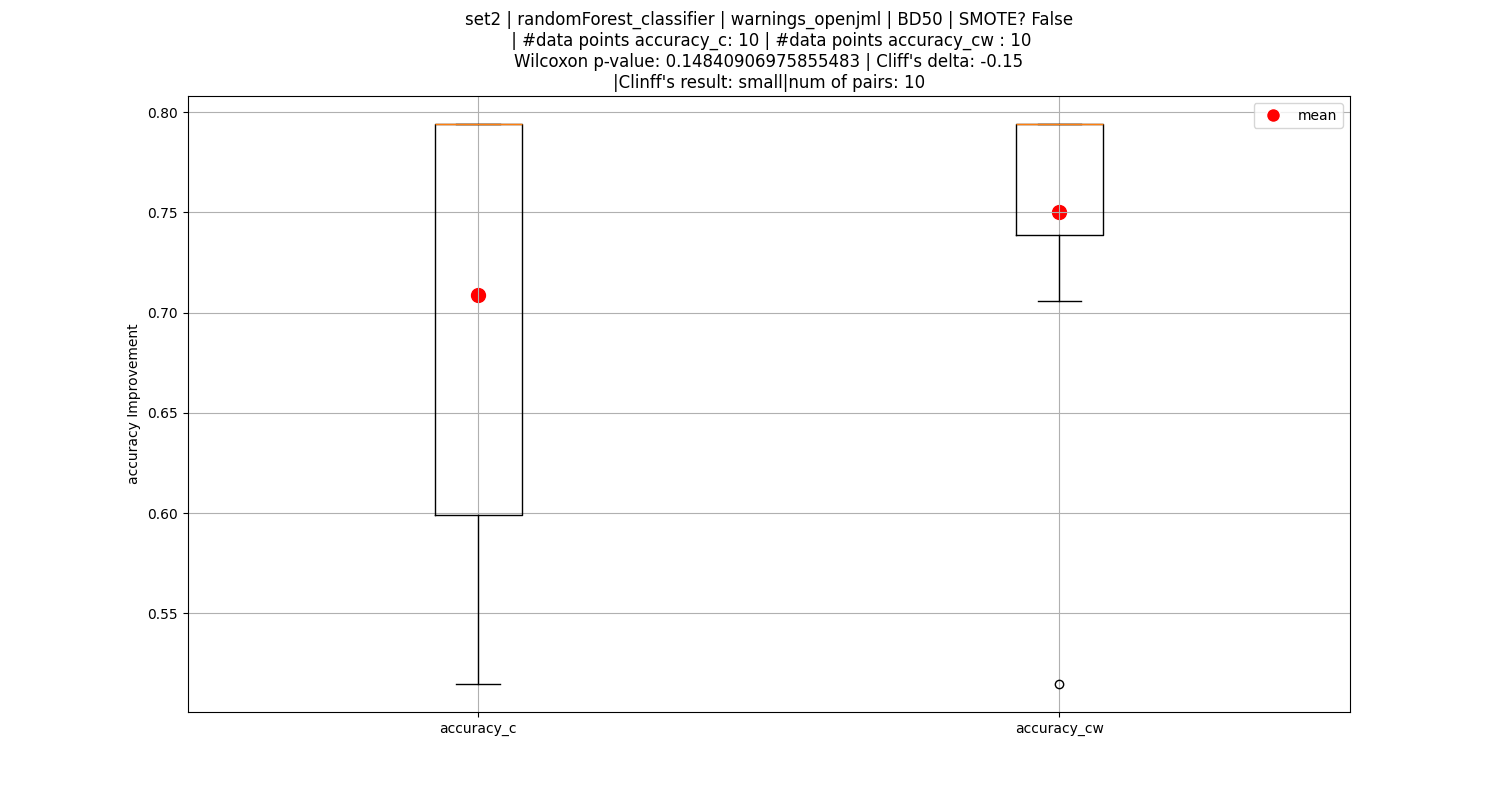 set2 | randomForest_classifier | warnings_openjml | BD50 | SMOTE? False
| #data points accuracy_c: 10 | #data points accuracy_cw : 10
Wilcoxon p-value: 0.14840906975855483 | Cliff's delta: -0.15
|Clinff's result: small|num of pairs: 10
mean
0.80
0.75
0.70
0.65
0.60
0.55
accuracy Improvement
accuracy_c
accuracy_cw